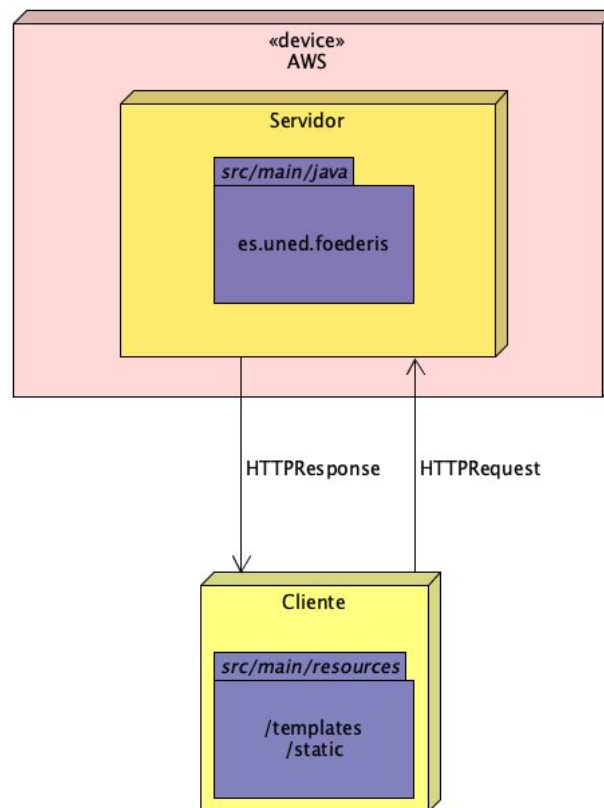 «device»
AWS
Servidor
src/main/java
es.uned.foederis
HTTPResponse
HTTPRequest
Cliente
src/main/resources
/templates
/static